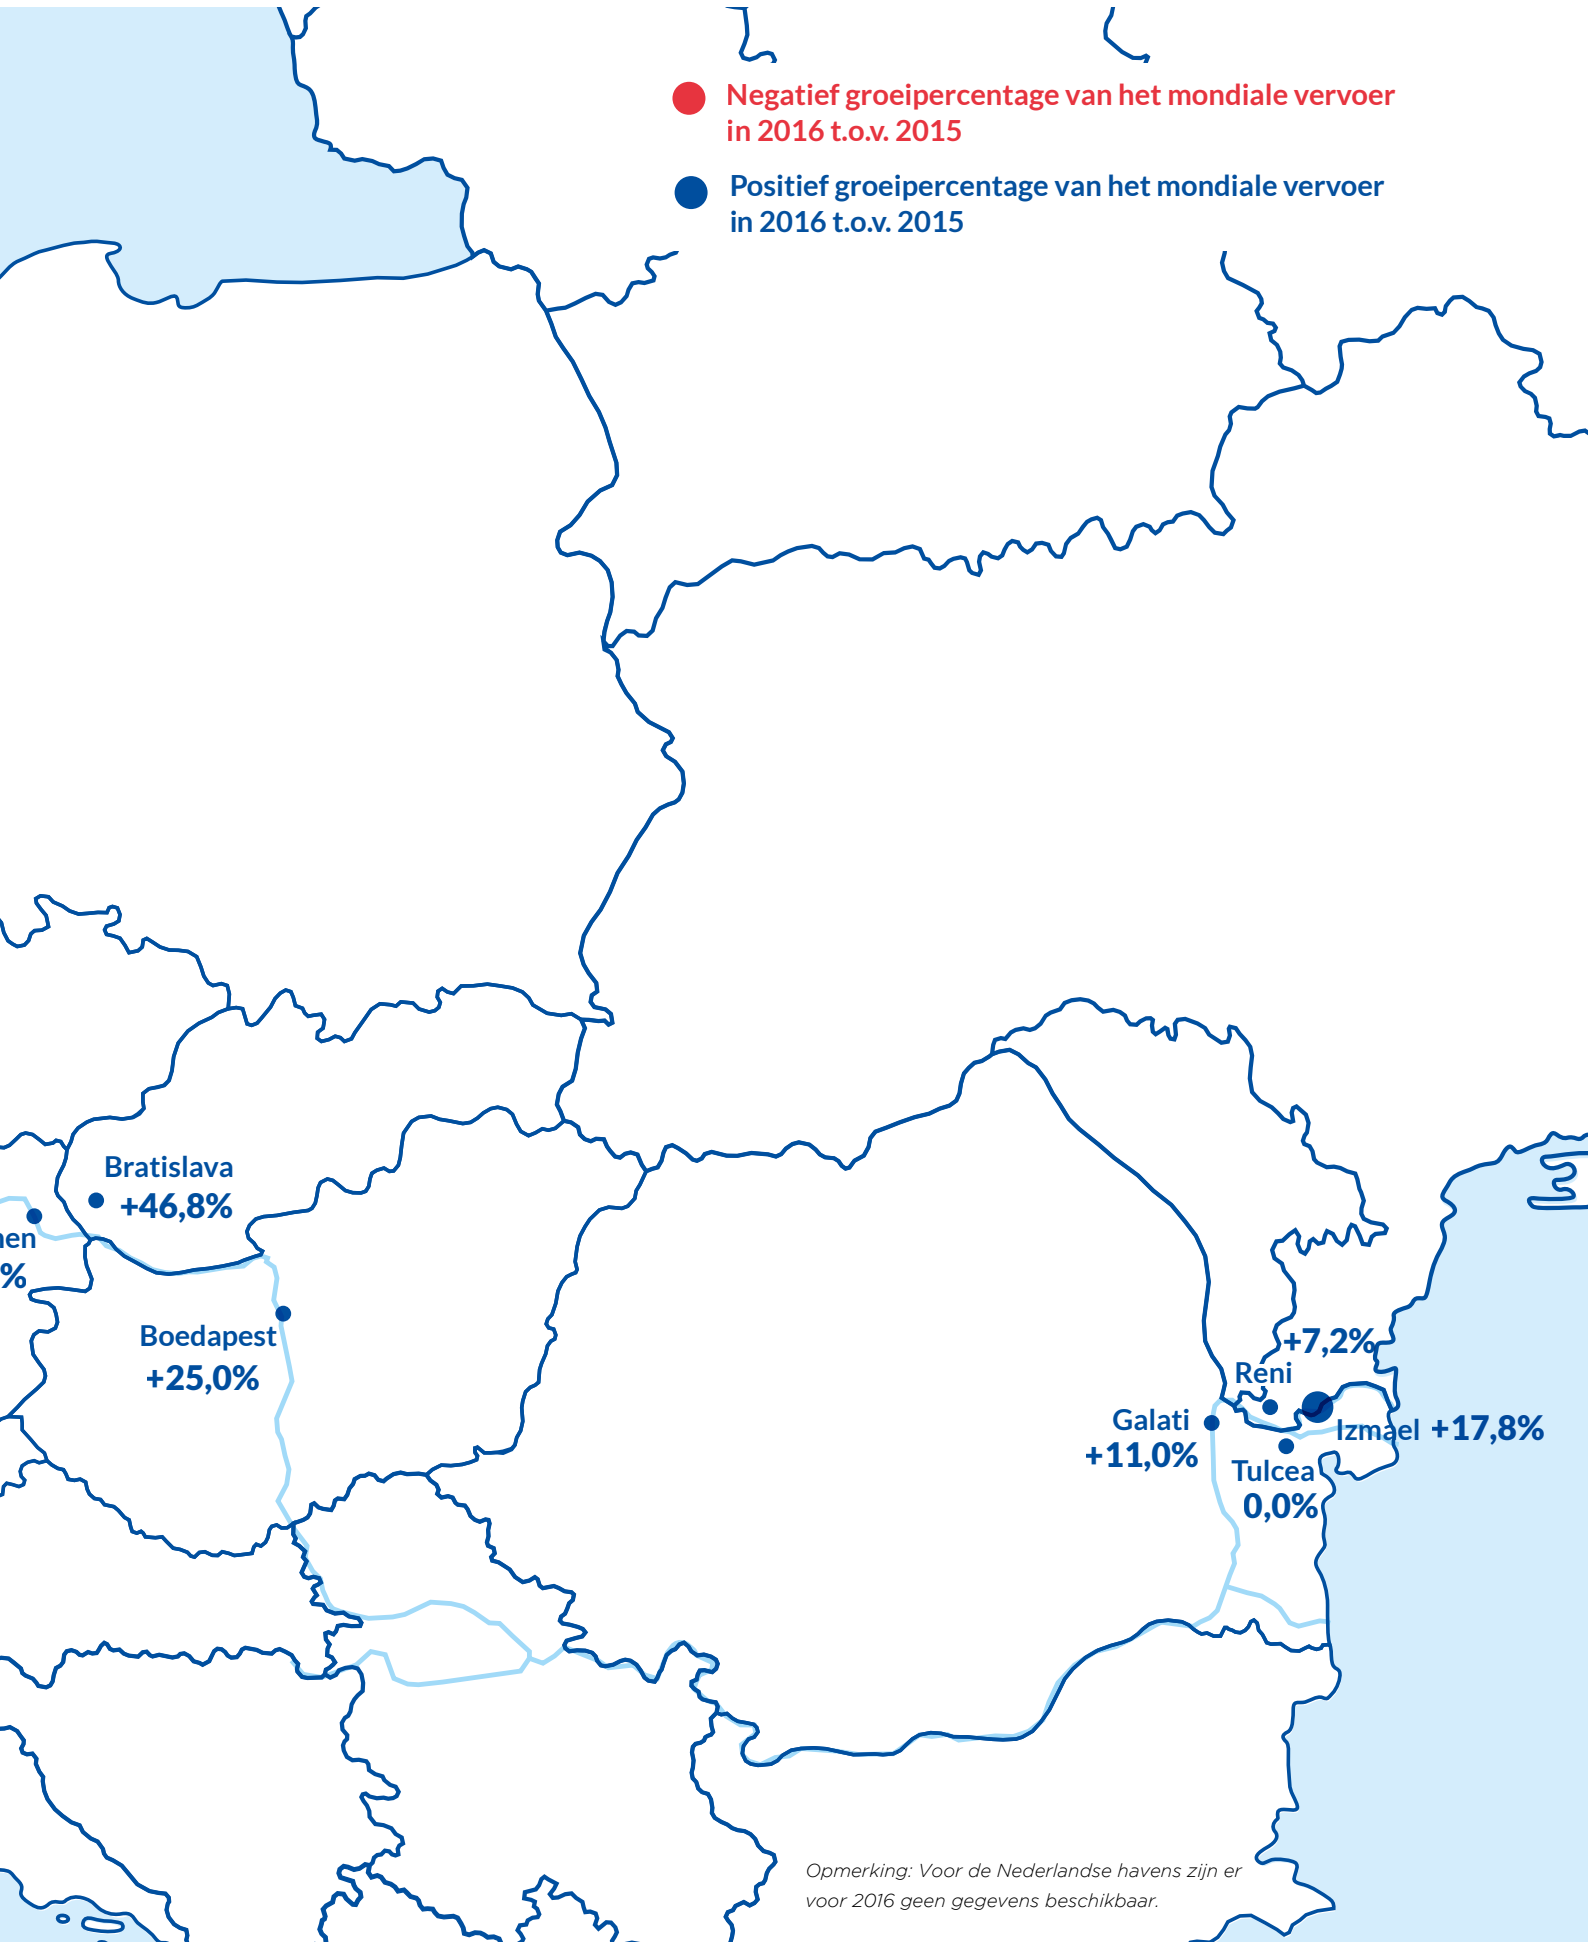 Negatief groeipercentage van het mondiale vervoer
in 2016 t.o.v. 2015
Positief groeipercentage van het mondiale vervoer
in 2016 t.o.v. 2015
Bratislava
+46,8%
%
Boedapest
+25,0%
+7,2%
Reni
Galati
+11,0%
Izmaël +17,8%
Tulcea
0,0%
Opmerking: Voor de Nederlandse havens zijn er
voor 2016 geen gegevens beschikbaar.